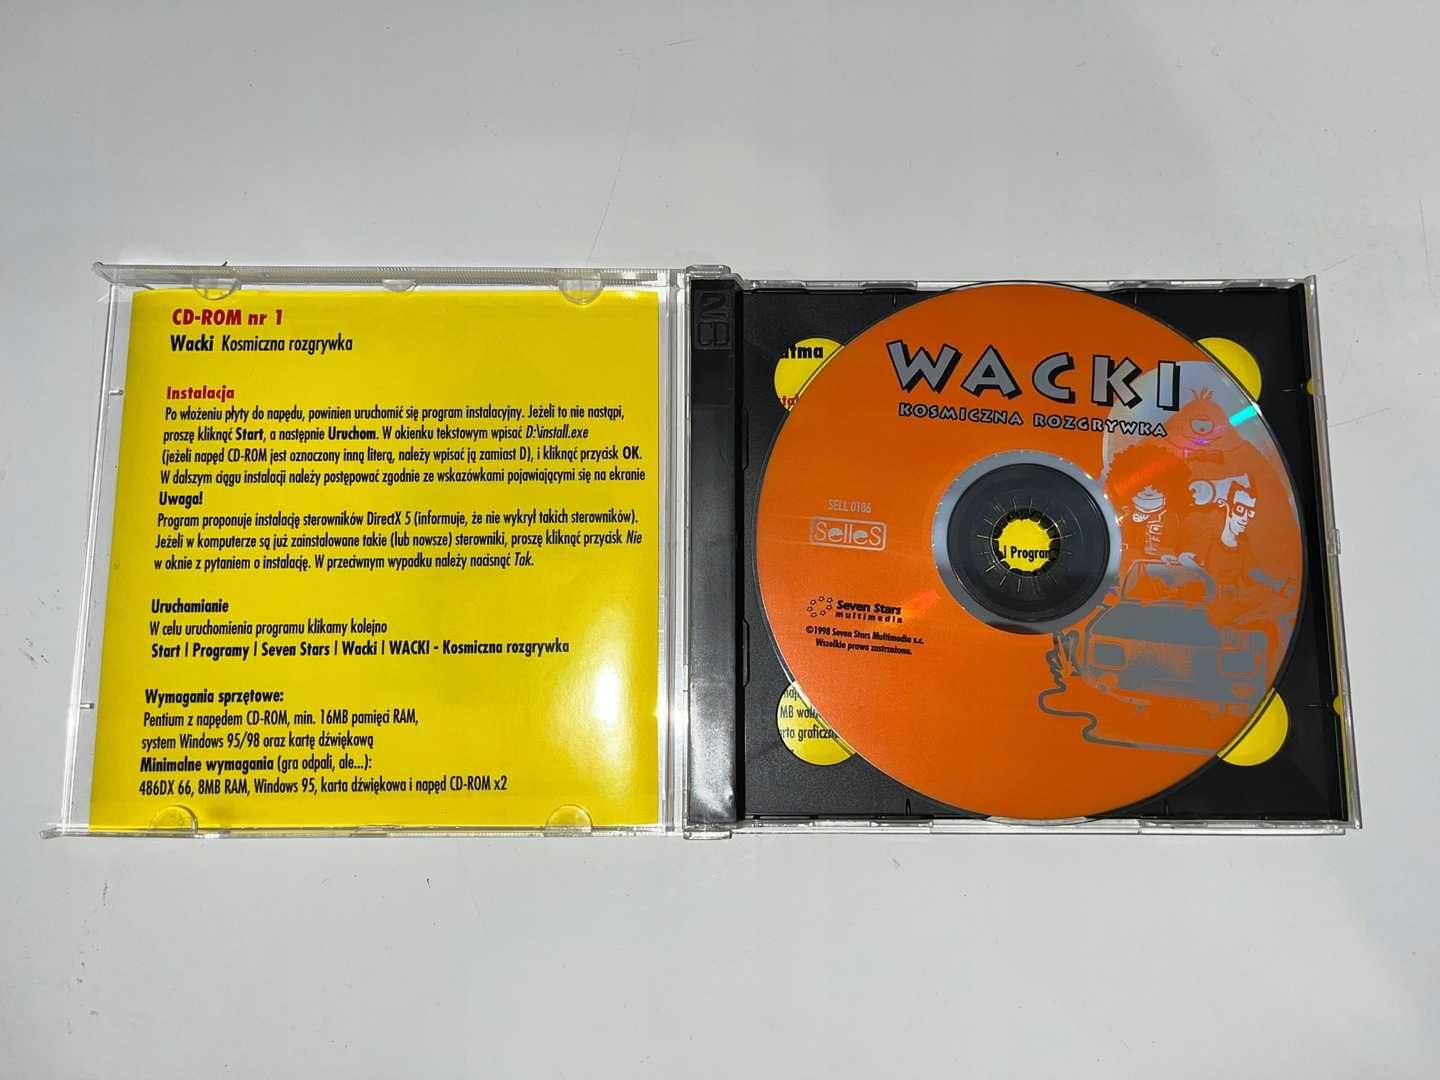 CD-ROM nr 1
Wacki Kosmiczna rozgrywka
Instalacja
Po włożeniu płyty do napędu, powinien uruchomić się program instalacyjny. Jeżeli to nie nastąpi,
proszę kliknąć Start, a następnie Uruchom. W okienku tekstowym wpisać D:\install.exe
(jeżeli napęd CD-ROM jest oznaczony inną literą, należy wpisać ją zamiast D), i kliknąć przycisk OK.
W dalszym ciągu instalacji należy postępować zgodnie ze wskazówkami pojawiającymi się na ekranie
Uwaga!
Program proponuje instalację sterowników DirectX 5 (informuje, że nie wykrył takich sterowników).
Jeżeli w komputerze są już zainstalowane takie (lub nowsze) sterowniki, proszę kliknąć przycisk Nie
w oknie z pytaniem o instalację. W przeciwnym wypadku należy nacisnąć Tak.
Uruchamianie
W celu uruchomienia programu klikamy kolejno
Start | Programy | Seven Stars | Wacki | WACKI - Kosmiczna rozgrywka
Wymagania sprzętowe:
Pentium z napędem CD-ROM, min. 16MB pamięci RAM,
system Windows 95/98 oraz kartę dźwiękową
Minimalne wymagania (gra odpali, ale...):
486DX 66, 8MB RAM, Windows 95, karta dźwiękowa i napęd CD-ROM x2
2
CD
WACKI
KOSMICZNA ROZGRYWKA
SELL 0186
SelleS
| Program
Seven Stars
multimedia
©1998 Seven Stars Multimedia s.c.
Wszelkie prawa zastrzeżone.